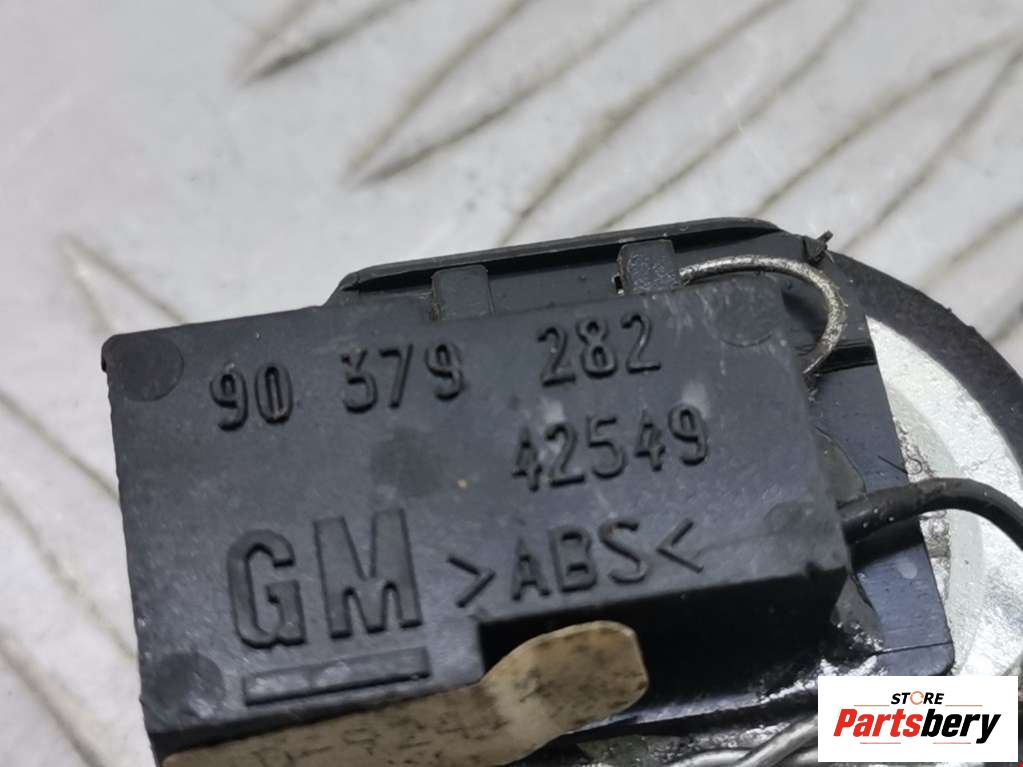 90 379 282
42549
GM >ABS<
STORE
Partsbery